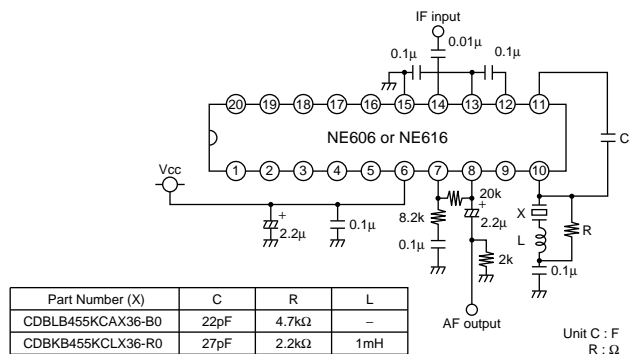 IF input
0.01μ
0.1μ
0.1μ
20 19 18 17 16 15 14 13 12 11
NE606 or NE616
C
1 2 3 4 5 6 7 8 9 10
Vcc
+
2.2μ
0.1μ
8.2k
0.1μ
20k
+
2.2μ
2k
AF output
X
L
R
0.1μ
Part Number (X) C R L
CDBLB455KCAX36-B0 22pF 4.7kΩ –
CDBKB455KCLX36-R0 27pF 2.2kΩ 1mH
Unit C : F
R : Ω